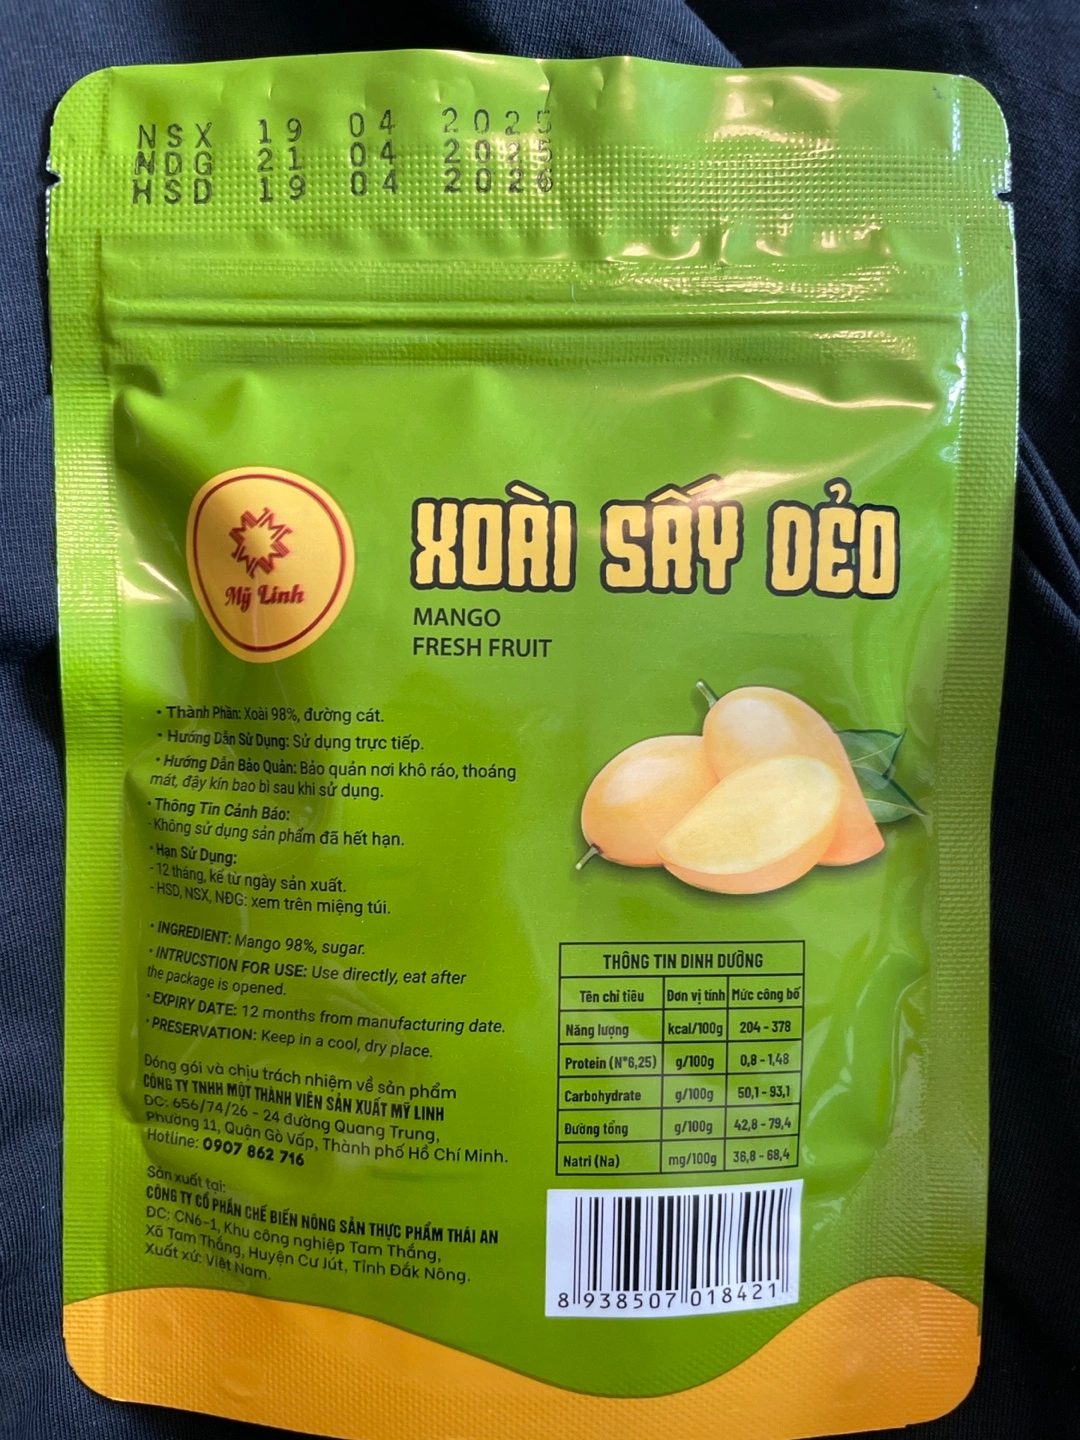 NSX 19 04 2025
NDG 21 04 2025
HSD 19 04 2026
Mỹ Linh
XOÀI SẤY DẺO
MANGO
FRESH FRUIT
• Thành Phần: Xoài 98%, đường cát.
• Hướng Dẫn Sử Dụng: Sử dụng trực tiếp.
• Hướng Dẫn Bảo Quản: Bảo quản nơi khô ráo, thoáng
mát, đậy kín bao bì sau khi sử dụng.
• Thông Tin Cảnh Báo:
- Không sử dụng sản phẩm đã hết hạn.
• Hạn Sử Dụng:
- 12 tháng, kể từ ngày sản xuất.
- HSD, NSX, NĐG: xem trên miệng túi.
• INGREDIENT: Mango 98%, sugar.
• INTRUCSTION FOR USE: Use directly, eat after
the package is opened.
• EXPIRY DATE: 12 months from manufacturing date.
• PRESERVATION: Keep in a cool, dry place.
Đóng gói và chịu trách nhiệm về sản phẩm
CÔNG TY TNHH MỘT THÀNH VIÊN SẢN XUẤT MỸ LINH
ĐC: 656/74/26 - 24 đường Quang Trung,
Phường 11, Quận Gò Vấp, Thành phố Hồ Chí Minh.
Hotline: 0907 862 716
Sản xuất tại:
CÔNG TY CỔ PHẦN CHẾ BIẾN NÔNG SẢN THỰC PHẨM THÁI AN
ĐC: CN6-1, Khu công nghiệp Tam Thắng,
Xã Tam Thắng, Huyện Cư Jút, Tỉnh Đắk Nông.
Xuất xứ: Việt Nam.
THÔNG TIN DINH DƯỠNG
Tên chỉ tiêu Đơn vị tính Mức công bố
Năng lượng kcal/100g 204 - 378
Protein (N*6,25) g/100g 0,8 - 1,48
Carbohydrate g/100g 50,1 - 93,1
Đường tổng g/100g 42,8 - 79,4
Natri (Na) mg/100g 36,8 - 68,4
8 938507 018421